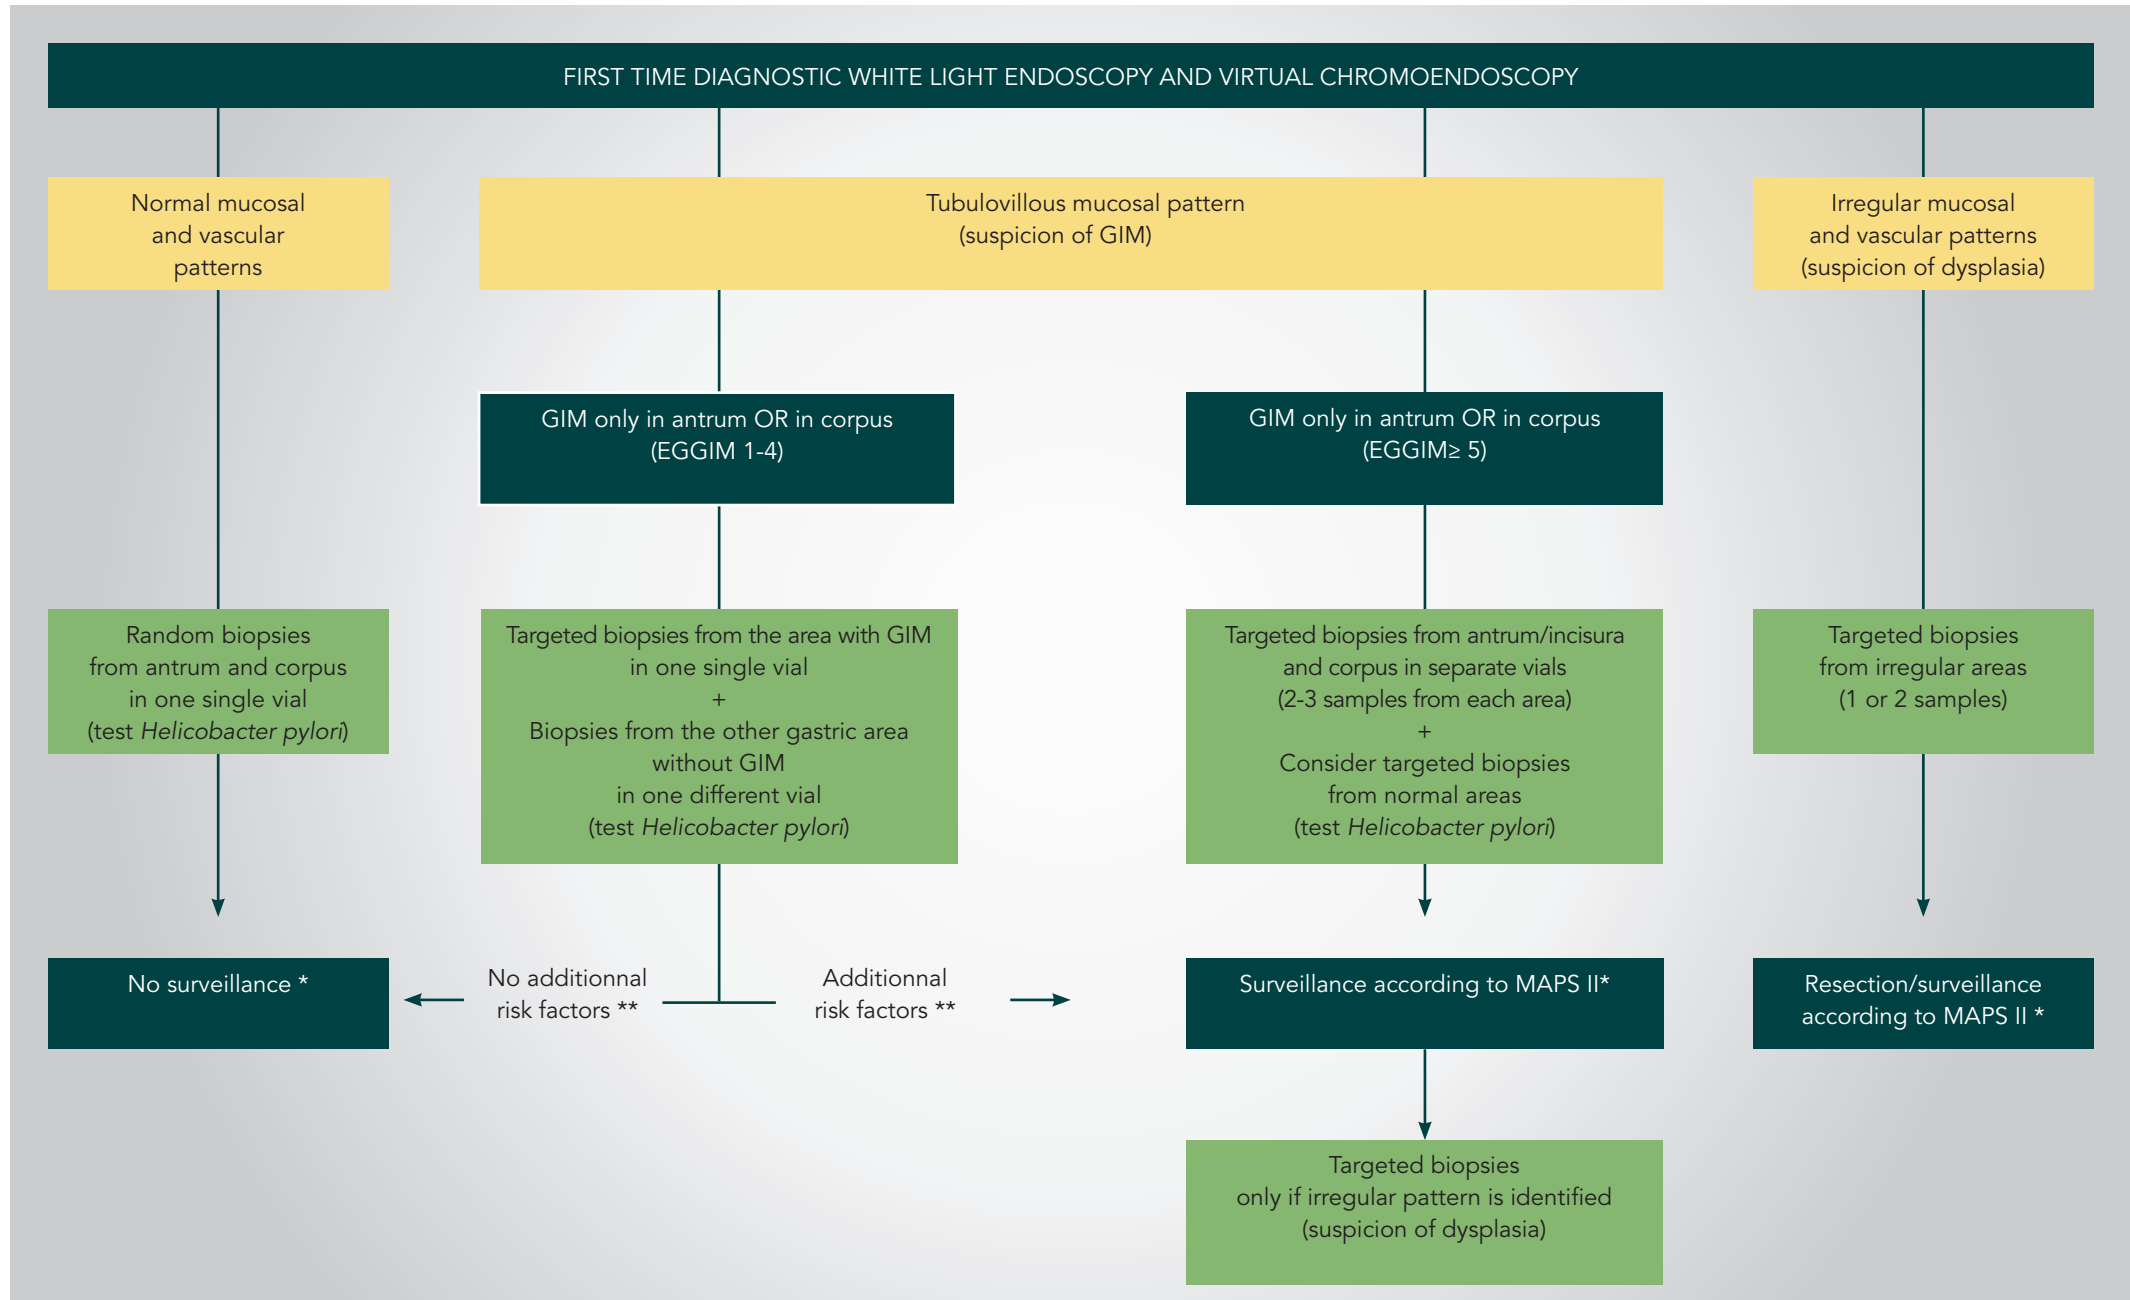 FIRST TIME DIAGNOSTIC WHITE LIGHT ENDOSCOPY AND VIRTUAL CHROMOENDOSCOPY
Normal mucosal
and vascular
patterns
Tubulovillous mucosal pattern
(suspicion of GIM)
Irregular mucosal
and vascular patterns
(suspicion of dysplasia)
GIM only in antrum OR in corpus
(EGGIM 1-4)
GIM only in antrum OR in corpus
(EGGIM≥ 5)
Random biopsies
from antrum and corpus
in one single vial
(test Helicobacter pylori)
Targeted biopsies from the area with GIM
in one single vial
+
Biopsies from the other gastric area
without GIM
in one different vial
(test Helicobacter pylori)
Targeted biopsies from antrum/incisura
and corpus in separate vials
(2-3 samples from each area)
+
Consider targeted biopsies
from normal areas
(test Helicobacter pylori)
Targeted biopsies
from irregular areas
(1 or 2 samples)
No surveillance *
No additionnal
risk factors **
Additionnal
risk factors **
Surveillance according to MAPS II*
Resection/surveillance
according to MAPS II *
Targeted biopsies
only if irregular pattern is identified
(suspicion of dysplasia)